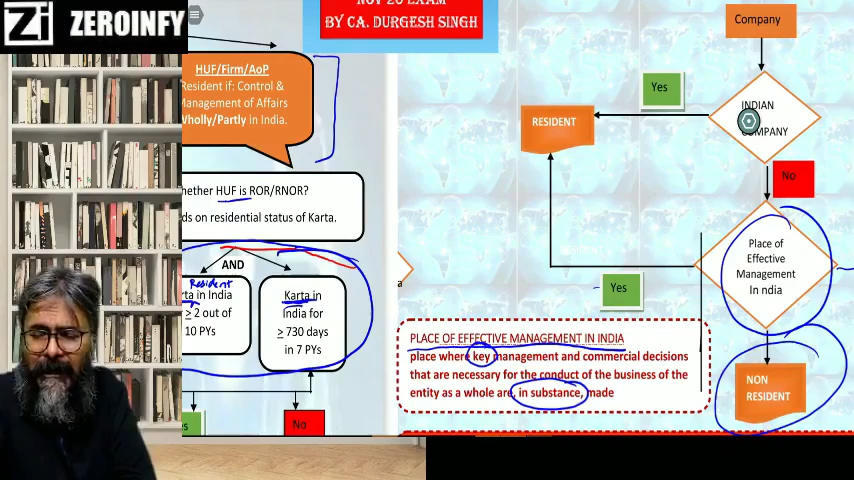 Zi ZEROINFY
NOV 20 EXAM
BY CA. DURGESH SINGH
HUF/Firm/AoP
Resident if: Control &
Management of Affairs
Wholly/Partly in India.
hether HUF is ROR/RNOR?
ds on residential status of Karta.
AND
Resident
rta in India
≥ 2 out of
10 PYs
Karta in
India for
≥ 730 days
in 7 PYs
es
No
Company
Yes
INDIAN
COMPANY
RESIDENT
No
Place of
Effective
Management
In ndia
Yes
a
PLACE OF EFFECTIVE MANAGEMENT IN INDIA
place where key management and commercial decisions
that are necessary for the conduct of the business of the
entity as a whole are, in substance, made
NON
RESIDENT